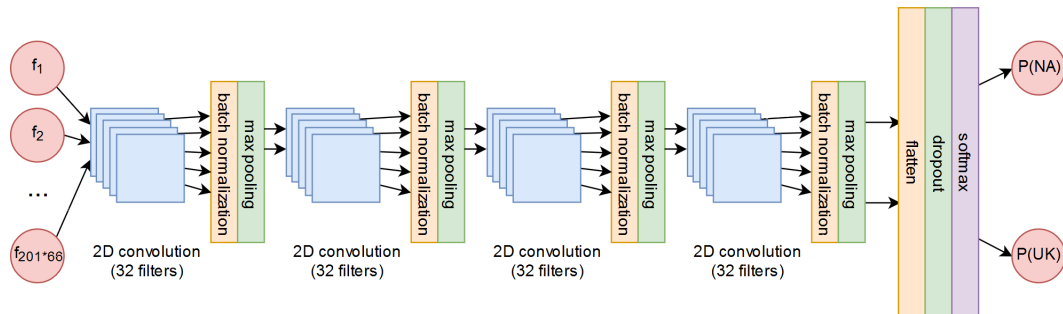 f1
f2
...
f201*66
2D convolution
(32 filters)
batch normalization
max pooling
2D convolution
(32 filters)
batch normalization
max pooling
2D convolution
(32 filters)
batch normalization
max pooling
2D convolution
(32 filters)
batch normalization
max pooling
flatten
dropout
softmax
P(NA)
P(UK)